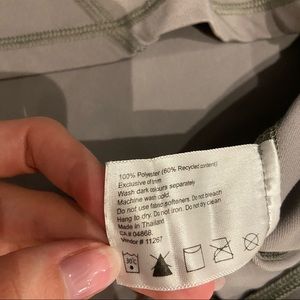 100% Polyester (60% Recycled content)
Exclusive of trim
Wash dark colours separately
Machine wash cold.
Do not use fabric softeners. Do not bleach
Hang to dry. Do not iron. Do not dry clean
Made in Thailand
CA# 04868
Vendor # 11267
30°C